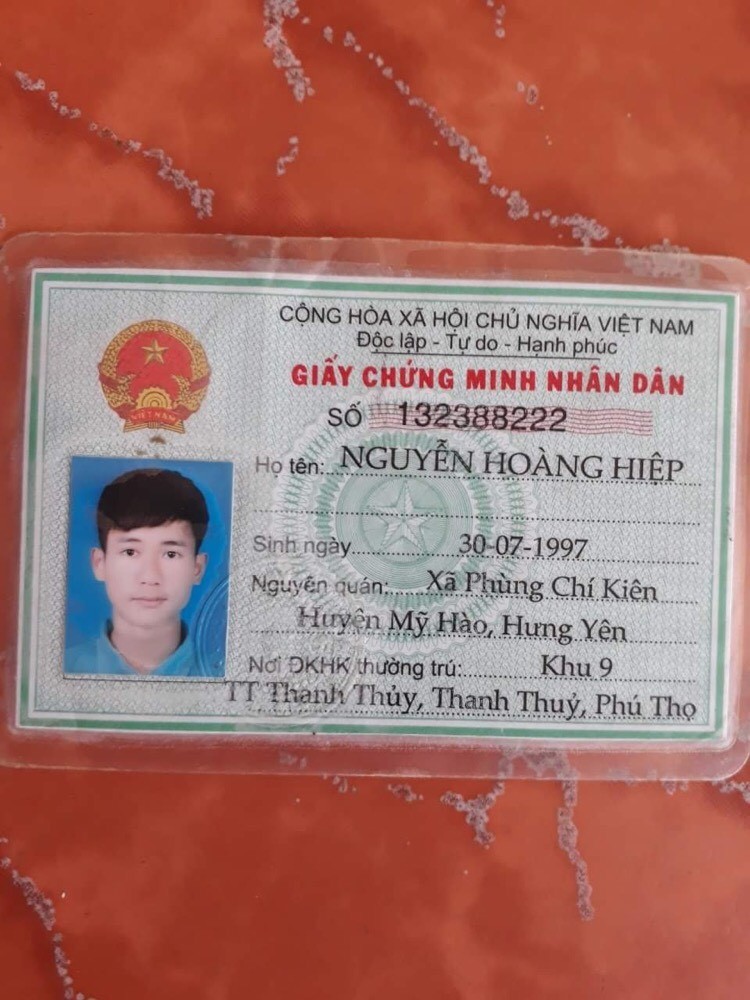 CỘNG HÒA XÃ HỘI CHỦ NGHĨA VIỆT NAM
Độc lập - Tự do - Hạnh phúc
GIẤY CHỨNG MINH NHÂN DÂN
SỐ 132388222
Họ tên: NGUYỄN HOÀNG HIỆP
Sinh ngày 30-07-1997
Nguyên quán: Xã Phùng Chí Kiên
Huyện Mỹ Hào, Hưng Yên
Nơi ĐKHK thường trú: Khu 9
TT Thanh Thủy, Thanh Thuỷ, Phú Thọ
VIỆT NAM